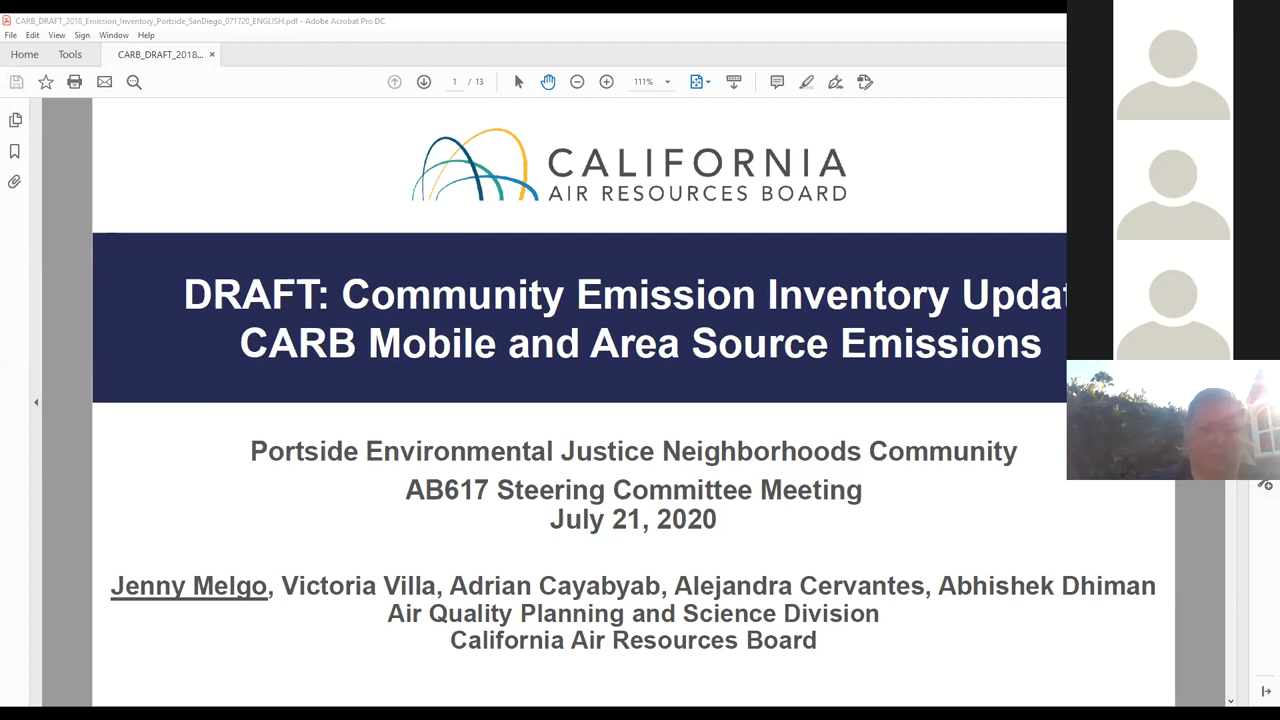 CARB_DRAFT_2018_Emission_Inventory_Portside_SanDiego_071720_ENGLISH.pdf - Adobe Acrobat Pro DC
File Edit View Sign Window Help
Home Tools CARB_DRAFT_2018... ×
1 / 13 111%
CALIFORNIA
AIR RESOURCES BOARD
DRAFT: Community Emission Inventory Updat
CARB Mobile and Area Source Emissions
Portside Environmental Justice Neighborhoods Community
AB617 Steering Committee Meeting
July 21, 2020
Jenny Melgo, Victoria Villa, Adrian Cayabyab, Alejandra Cervantes, Abhishek Dhiman
Air Quality Planning and Science Division
California Air Resources Board